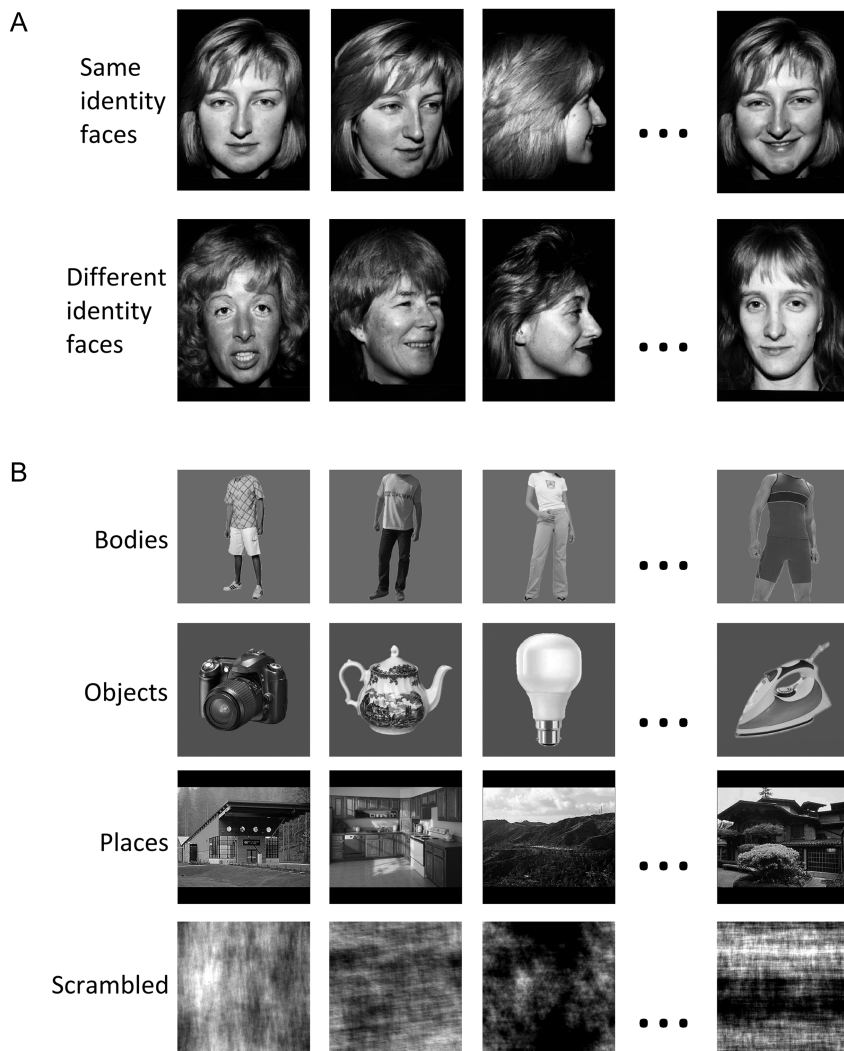 A
Same
identity
faces
Different
identity
faces
B
Bodies
Objects
Places
Scrambled